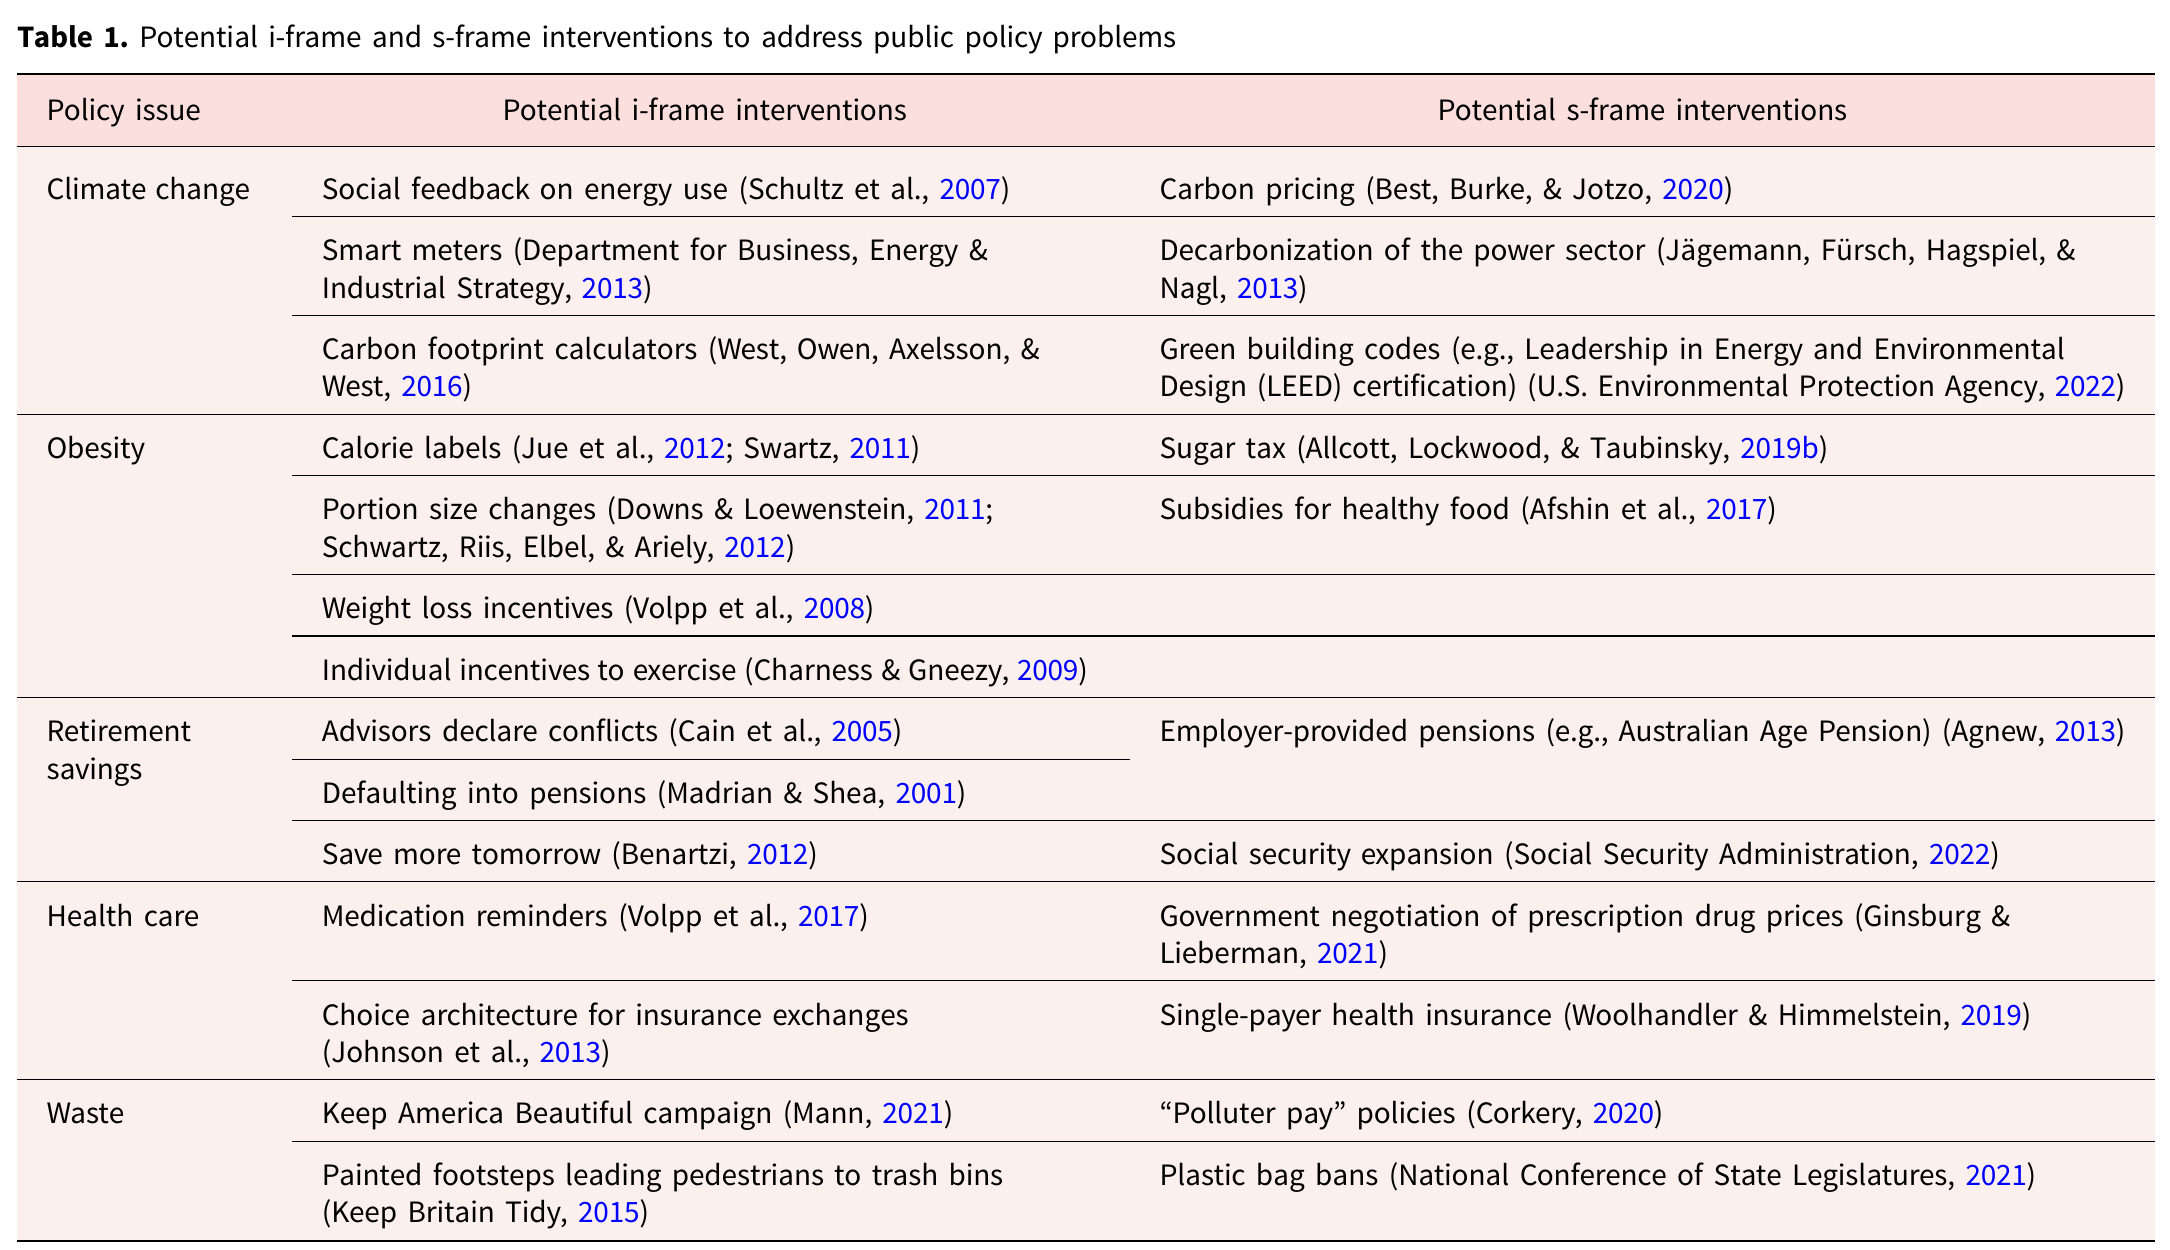 Table 1. Potential i-frame and s-frame interventions to address public policy problems
Policy issue Potential i-frame interventions Potential s-frame interventions
Climate change Social feedback on energy use (Schultz et al., 2007) Carbon pricing (Best, Burke, & Jotzo, 2020)
Smart meters (Department for Business, Energy &
Industrial Strategy, 2013)
Decarbonization of the power sector (Jägemann, Fürsch, Hagspiel, &
Nagl, 2013)
Carbon footprint calculators (West, Owen, Axelsson, &
West, 2016)
Green building codes (e.g., Leadership in Energy and Environmental
Design (LEED) certification) (U.S. Environmental Protection Agency, 2022)
Obesity Calorie labels (Jue et al., 2012; Swartz, 2011) Sugar tax (Allcott, Lockwood, & Taubinsky, 2019b)
Portion size changes (Downs & Loewenstein, 2011;
Schwartz, Riis, Elbel, & Ariely, 2012)
Subsidies for healthy food (Afshin et al., 2017)
Weight loss incentives (Volpp et al., 2008)
Individual incentives to exercise (Charness & Gneezy, 2009)
Retirement
savings
Advisors declare conflicts (Cain et al., 2005) Employer-provided pensions (e.g., Australian Age Pension) (Agnew, 2013)
Defaulting into pensions (Madrian & Shea, 2001)
Save more tomorrow (Benartzi, 2012) Social security expansion (Social Security Administration, 2022)
Health care Medication reminders (Volpp et al., 2017) Government negotiation of prescription drug prices (Ginsburg &
Lieberman, 2021)
Choice architecture for insurance exchanges
(Johnson et al., 2013)
Single-payer health insurance (Woolhandler & Himmelstein, 2019)
Waste Keep America Beautiful campaign (Mann, 2021) “Polluter pay” policies (Corkery, 2020)
Painted footsteps leading pedestrians to trash bins
(Keep Britain Tidy, 2015)
Plastic bag bans (National Conference of State Legislatures, 2021)